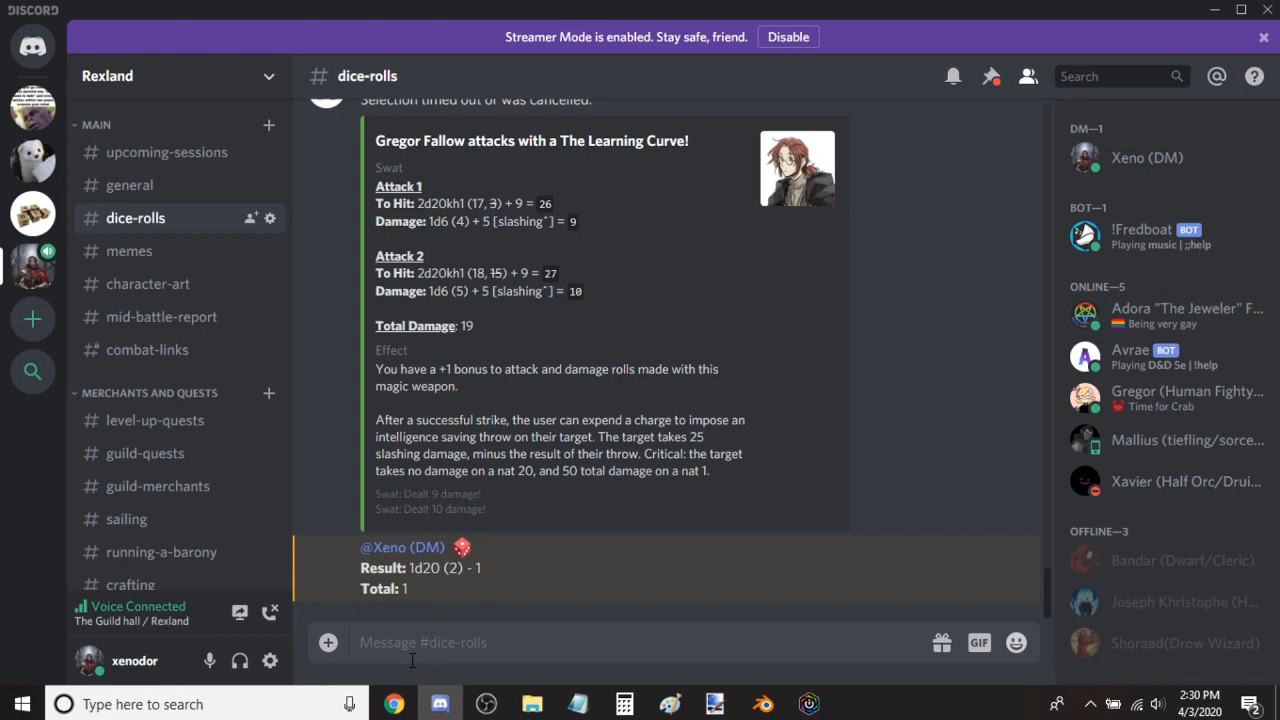 DISCORD
Streamer Mode is enabled. Stay safe, friend.
Disable
Rexland
MAIN
upcoming-sessions
general
dice-rolls
memes
character-art
mid-battle-report
combat-links
MERCHANTS AND QUESTS
level-up-quests
guild-quests
guild-merchants
sailing
running-a-barony
crafting
Voice Connected
The Guild hall / Rexland
xenodor
# dice-rolls
Search
Selection timed out or was cancelled.
Gregor Fallow attacks with a The Learning Curve!
Swat
Attack 1
To Hit: 2d20kh1 (17, 3) + 9 = 26
Damage: 1d6 (4) + 5 [slashing^] = 9
Attack 2
To Hit: 2d20kh1 (18, 15) + 9 = 27
Damage: 1d6 (5) + 5 [slashing^] = 10
Total Damage: 19
Effect
You have a +1 bonus to attack and damage rolls made with this
magic weapon.
After a successful strike, the user can expend a charge to impose an
intelligence saving throw on their target. The target takes 25
slashing damage, minus the result of their throw. Critical: the target
takes no damage on a nat 20, and 50 total damage on a nat 1.
Swat: Dealt 9 damage!
Swat: Dealt 10 damage!
@Xeno (DM)
Result: 1d20 (2) - 1
Total: 1
Message #dice-rolls
GIF
DM—1
Xeno (DM)
BOT—1
!Fredboat BOT
Playing music | ;;help
ONLINE—5
Adora "The Jeweler" F...
Being very gay
Avrae BOT
Playing D&D 5e | !help
Gregor (Human Fighty...
Time for Crab
Mallius (tiefling/sorce...
Xavier (Half Orc/Drui...
OFFLINE—3
Bandar (Dwarf/Cleric)
Joseph Khristophe (H...
Shoraad(Drow Wizard)
Type here to search
2:30 PM
4/3/2020
2